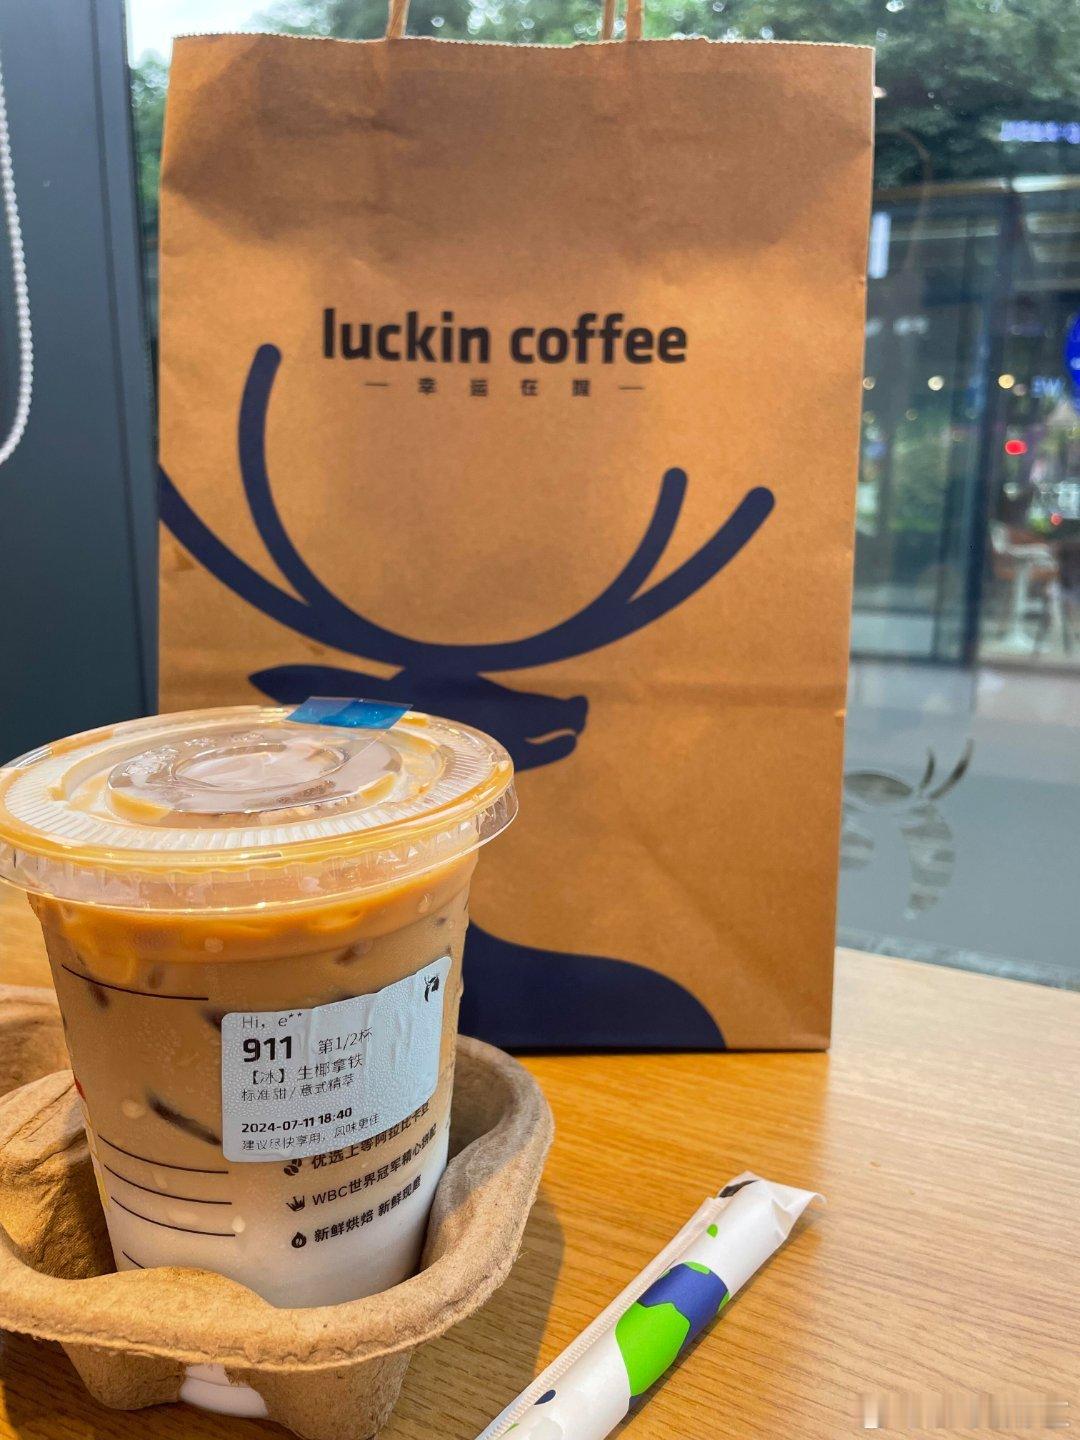 luckin coffee
— 幸 运 在 握 —
Hi, e**
911 第1/2杯
【冰】生椰拿铁
标准甜/意式精萃
2024-07-11 18:40
建议尽快享用，风味更佳
优选上等阿拉比卡豆
WBC世界冠军精心拼配
新鲜烘焙 新鲜现磨